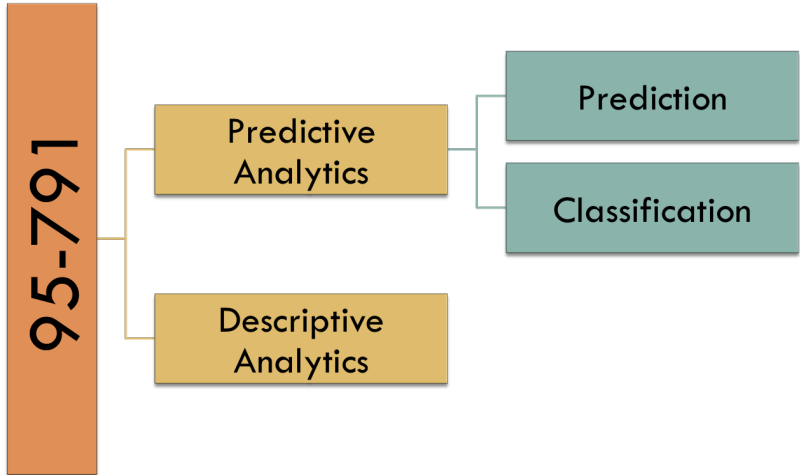 95-791
Predictive
Analytics
Descriptive
Analytics
Prediction
Classification